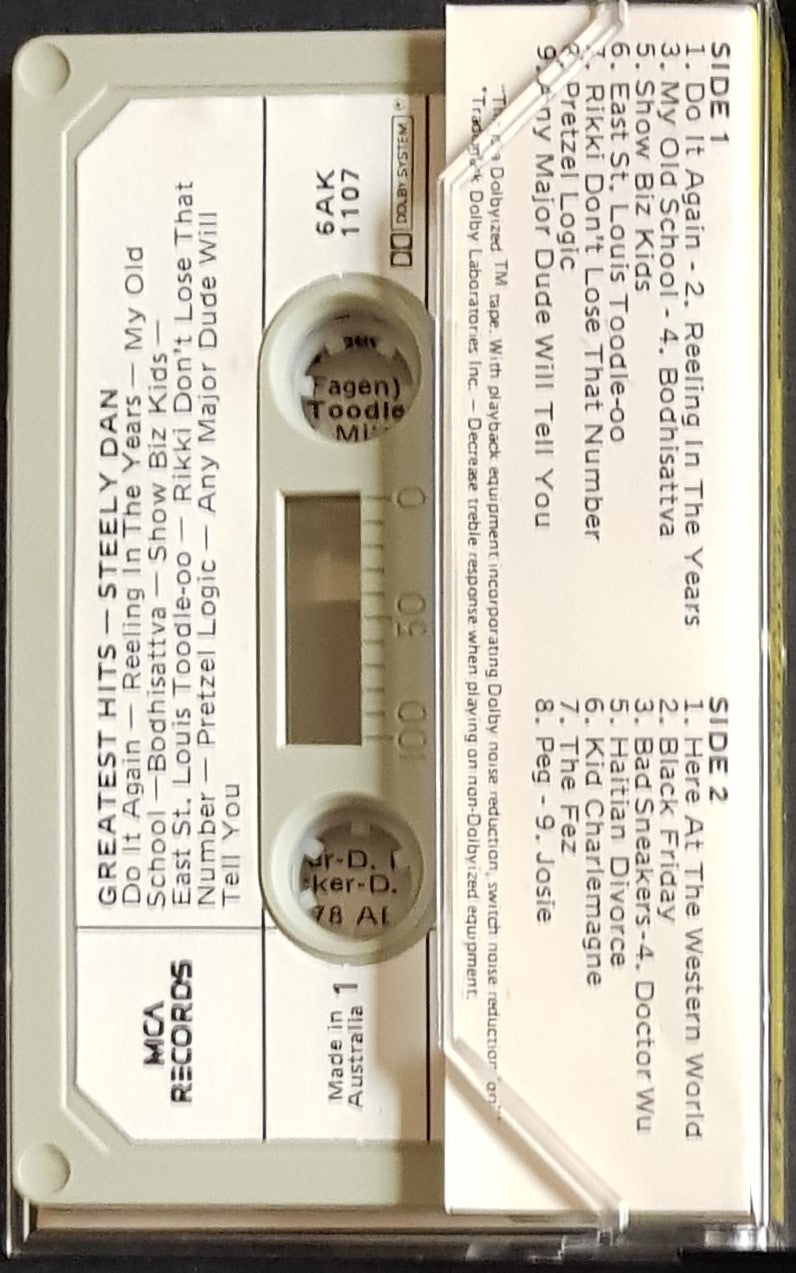 SIDE 1
1. Do It Again - 2. Reeling In The Years
3. My Old School - 4. Bodhisattva
5. Show Biz Kids
6. East St. Louis Toodle-oo
7. Rikki Don't Lose That Number
8. Pretzel Logic
9. Any Major Dude Will Tell You
SIDE 2
1. Here At The Western World
2. Black Friday
3. Bad Sneakers-4. Doctor Wu
5. Haitian Divorce
6. Kid Charlemagne
7. The Fez
8. Peg - 9. Josie
Dolbyized TM tape. With playback equipment incorporating Dolby noise reduction, switch noise reduction "on"
*Trademark Dolby Laboratories Inc. — Decrease treble response when playing on non-Dolbyized equipment.
DOLBY SYSTEM ®
6AK
1107
0 50 100
agen)
Toodle
ker-D.
78
Made in
Australia 1
GREATEST HITS — STEELY DAN
Do It Again — Reeling In The Years — My Old
School —Bodhisattva — Show Biz Kids —
East St. Louis Toodle-oo — Rikki Don't Lose That
Number — Pretzel Logic — Any Major Dude Will
Tell You
MCA
RECORDS